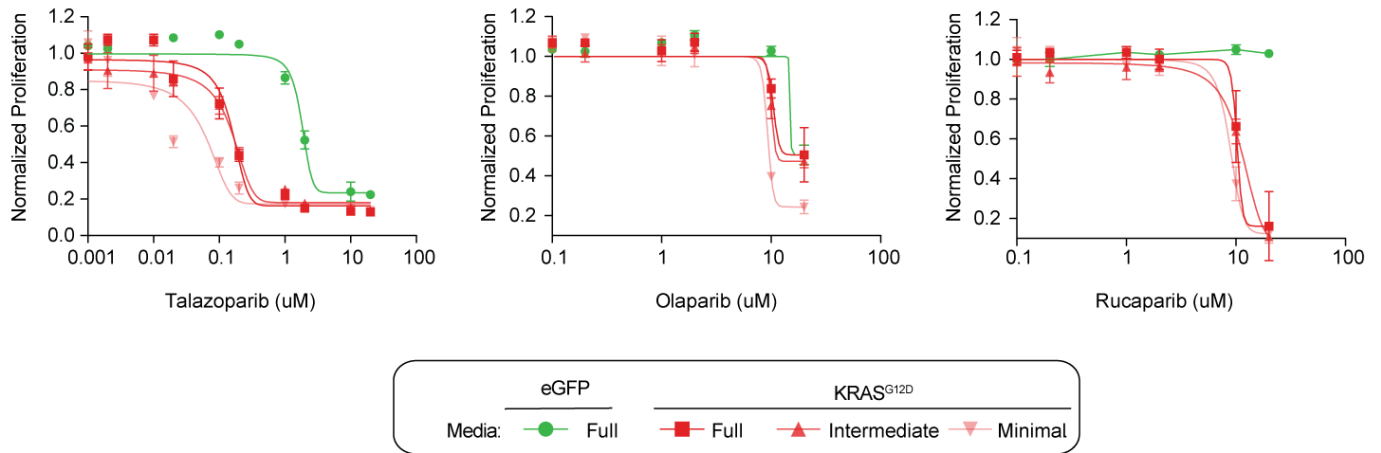 Normalized Proliferation
1.2
1.0
0.8
0.6
0.4
0.2
0.0
0.001 0.01 0.1 1 10 100
Talazoparib (uM)
Normalized Proliferation
1.2
1.0
0.8
0.6
0.4
0.2
0.1 1 10 100
Olaparib (uM)
Normalized Proliferation
1.2
1.0
0.8
0.6
0.4
0.2
0.1 1 10 100
Rucaparib (uM)
eGFP KRASG12D
Media: Full Full Intermediate Minimal